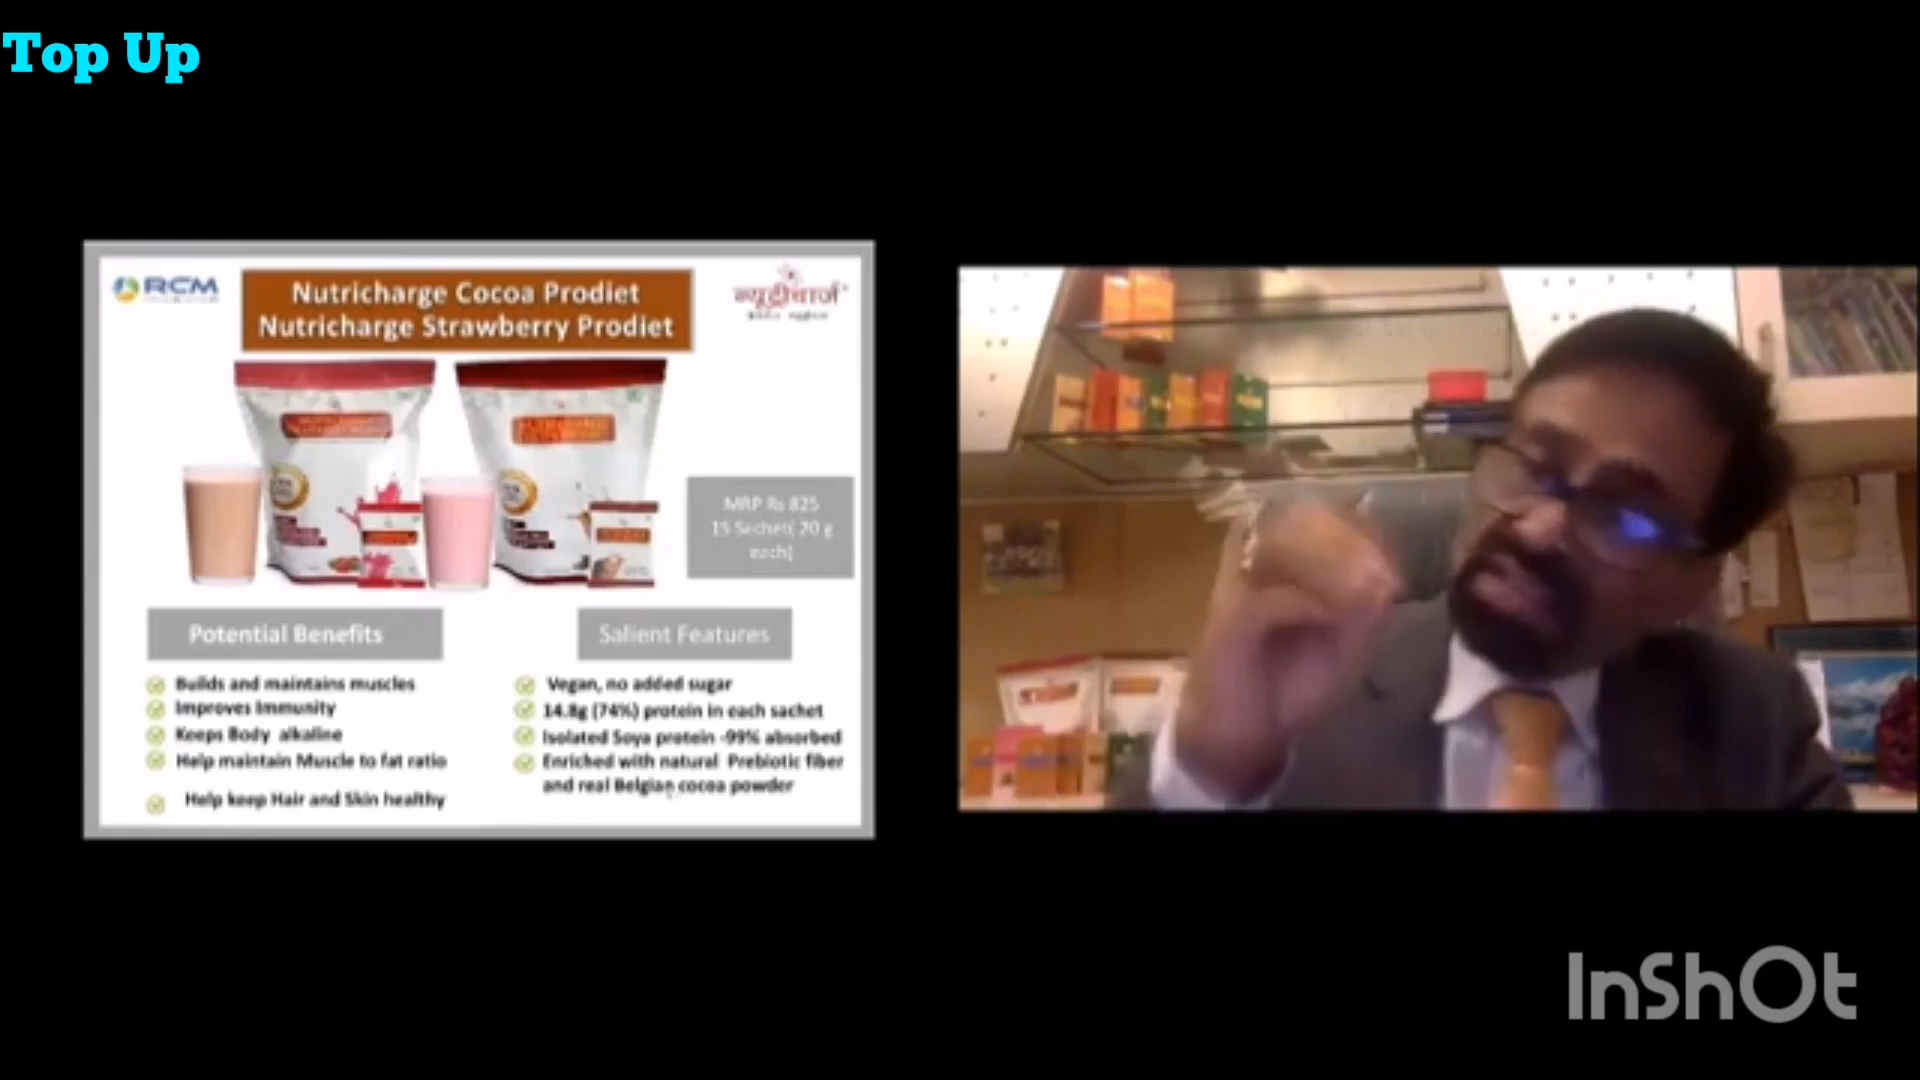 Top Up
RCM
Nutricharge Cocoa Prodiet
Nutricharge Strawberry Prodiet
न्यूट्रीचार्ज
MRP Rs 825
15 Sachet( 20 g
each(
Potential Benefits
Builds and maintains muscles
Improves Immunity
Keeps Body alkaline
Help maintain Muscle to fat ratio
Help keep Hair and Skin healthy
Salient Features
Vegan, no added sugar
14.8g (74%) protein in each sachet
Isolated Soya protein -99% absorbed
Enriched with natural Prebiotic fiber
and real Belgian cocoa powder
InShOt